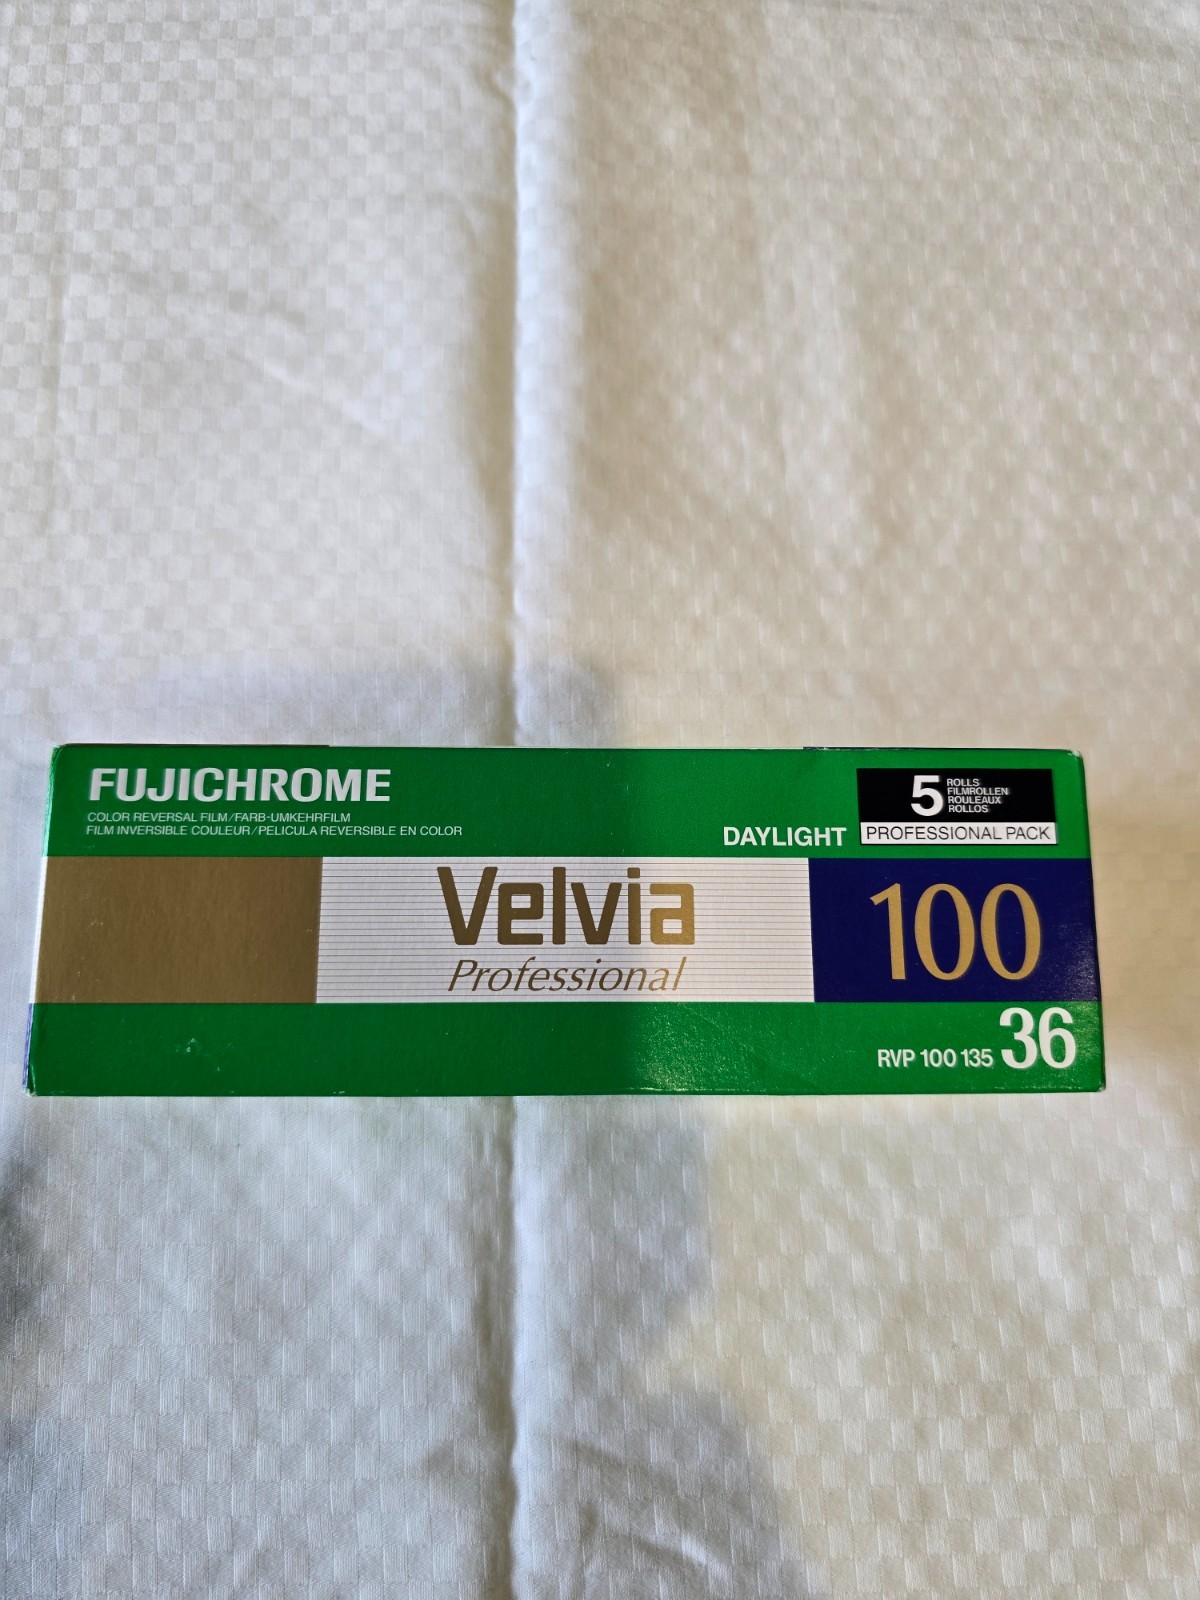 FUJICHROME
COLOR REVERSAL FILM/FARB-UMKEHRFILM
FILM INVERSIBLE COULEUR/PELICULA REVERSIBLE EN COLOR
DAYLIGHT
5
ROLLS
FILMROLLEN
ROULEAUX
ROLLOS
PROFESSIONAL PACK
Velvia
Professional
100
RVP 100 135 36